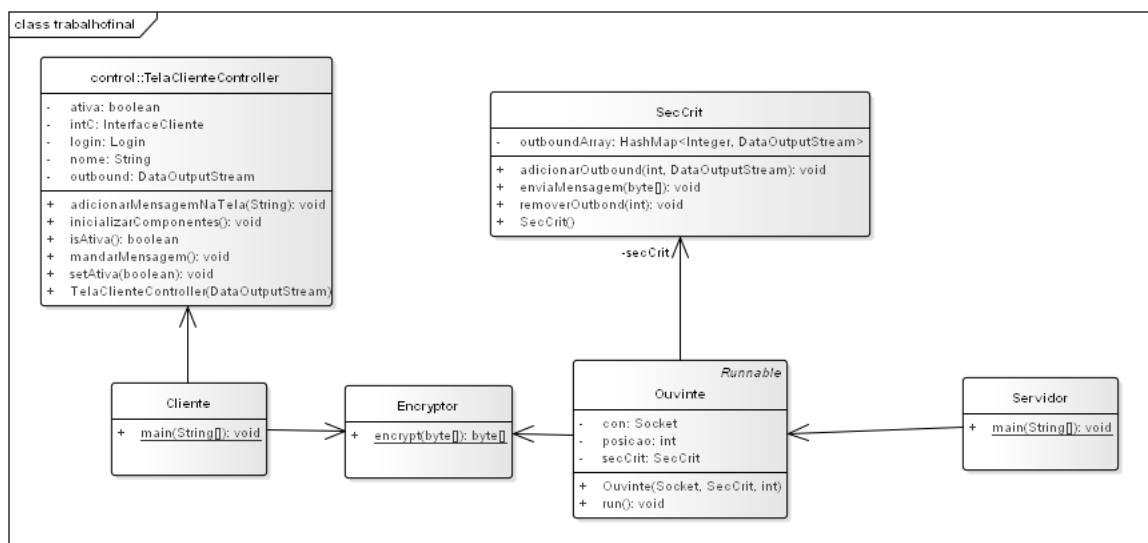 class trabalhofinal
control::TelaClienteController
- ativa: boolean
- intC: InterfaceCliente
- login: Login
- nome: String
- outbound: DataOutputStream
+ adicionarMensagemNaTela(String): void
+ inicializarComponentes(): void
+ isAtiva(): boolean
+ mandarMensagem(): void
+ setAtiva(boolean): void
+ TelaClienteController(DataOutputStream)
SecCrit
- outboundArray: HashMap<Integer, DataOutputStream>
+ adicionarOutbound(int, DataOutputStream): void
+ enviaMensagem(byte[]): void
+ removerOutbond(int): void
+ SecCrit()
-secCrit
Cliente
+ main(String[]): void
Encryptor
+ encrypt(byte[]): byte[]
Runnable
Ouvinte
- con: Socket
- posicao: int
- secCrit: SecCrit
+ Ouvinte(Socket, SecCrit, int)
+ run(): void
Servidor
+ main(String[]): void